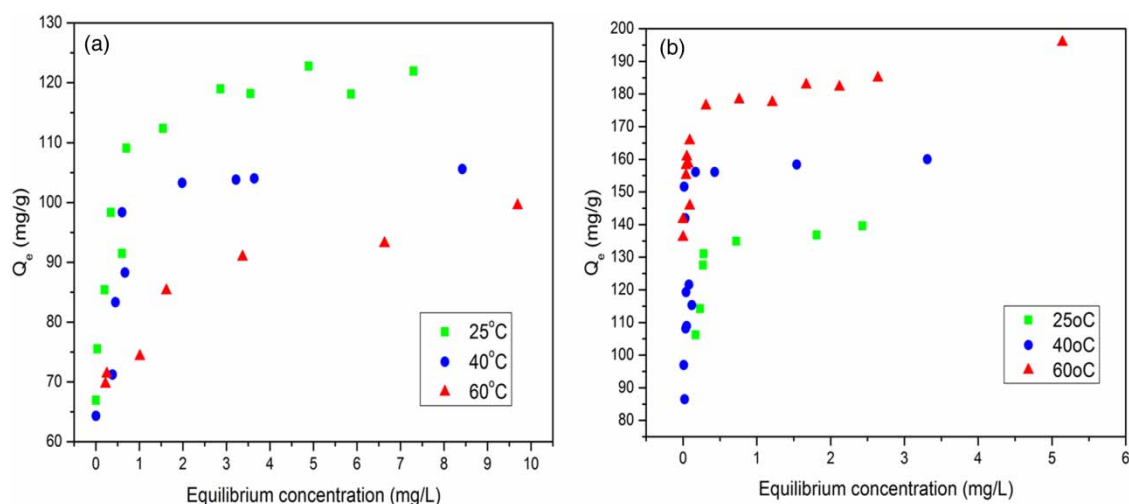 (a)
130
120
110
100
90
80
70
60
Qe (mg/g)
0 1 2 3 4 5 6 7 8 9 10
Equilibrium concentration (mg/L)
25°C
40°C
60°C
(b)
200
190
180
170
160
150
140
130
120
110
100
90
80
Qe (mg/g)
0 1 2 3 4 5 6
Equilibrium concentration (mg/L)
25oC
40oC
60oC